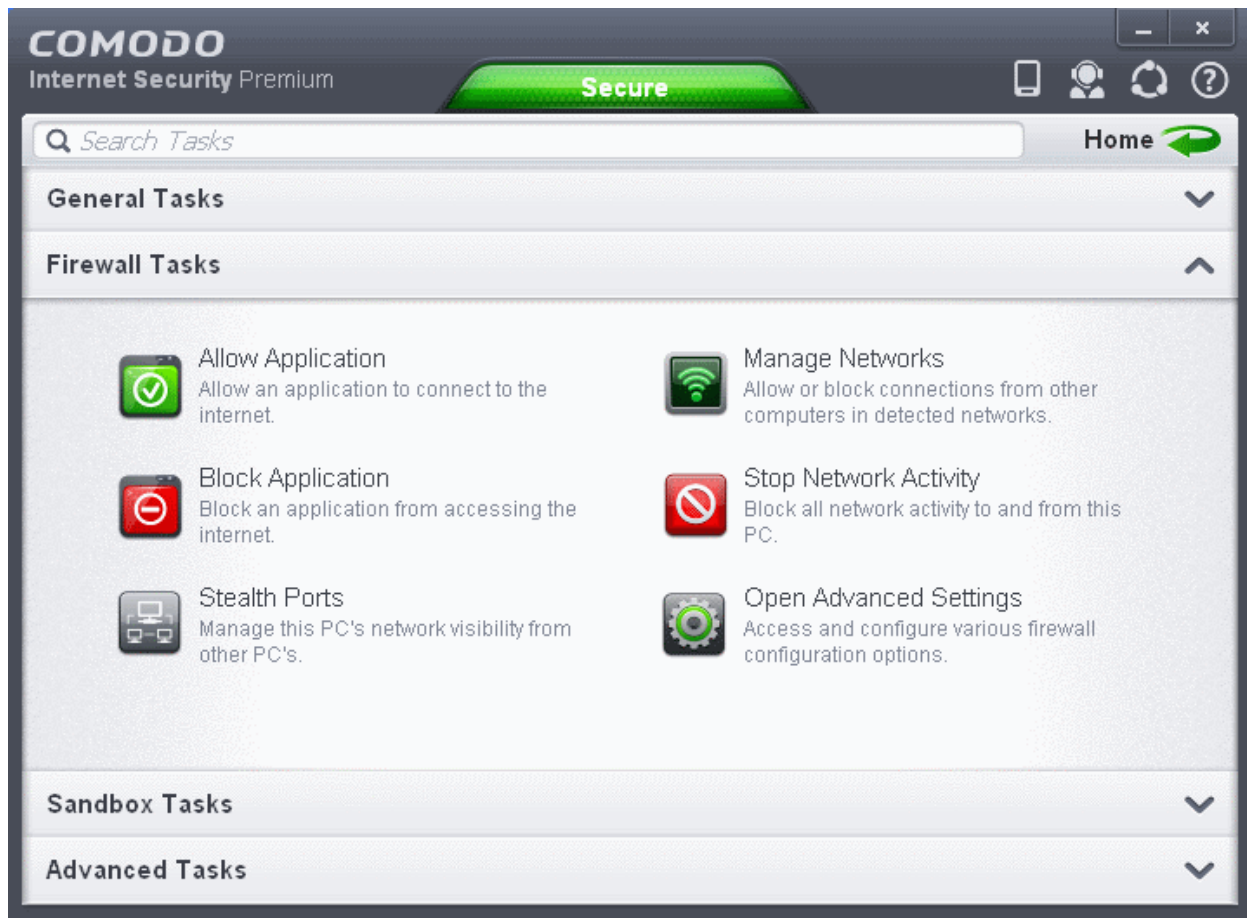 COMODO
Internet Security Premium
Secure
Search Tasks
Home
General Tasks
Firewall Tasks
Allow Application
Allow an application to connect to the
internet.
Manage Networks
Allow or block connections from other
computers in detected networks.
Block Application
Block an application from accessing the
internet.
Stop Network Activity
Block all network activity to and from this
PC.
Stealth Ports
Manage this PC's network visibility from
other PC's.
Open Advanced Settings
Access and configure various firewall
configuration options.
Sandbox Tasks
Advanced Tasks